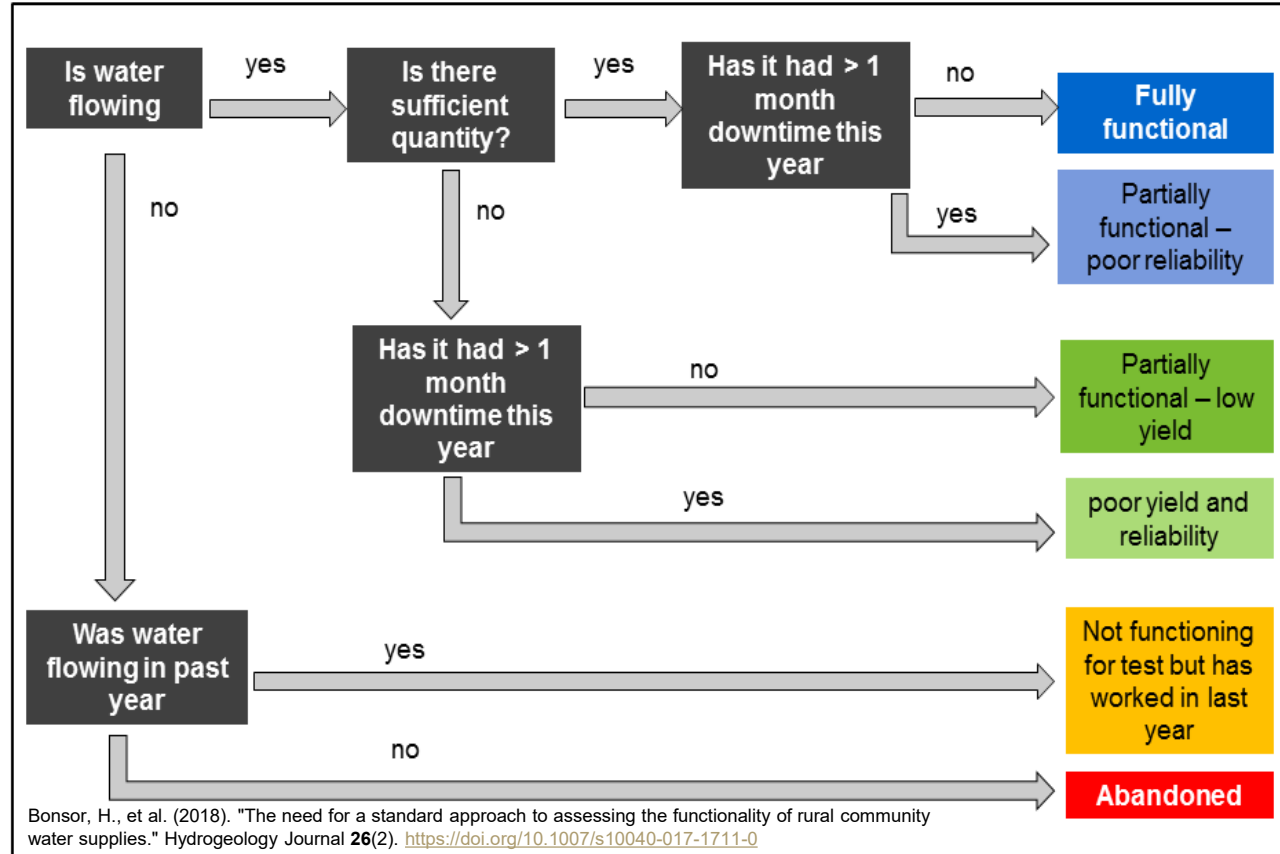 Is water
flowing
yes
Is there
sufficient
quantity?
yes
Has it had > 1
month
downtime this
year
no
Fully
functional
yes
Partially
functional –
poor reliability
no
no
Has it had > 1
month
downtime this
year
no
Partially
functional – low
yield
yes
poor yield and
reliability
Was water
flowing in past
year
yes
Not functioning
for test but has
worked in last
year
no
Abandoned
Bonsor, H., et al. (2018). "The need for a standard approach to assessing the functionality of rural community
water supplies." Hydrogeology Journal 26(2). https://doi.org/10.1007/s10040-017-1711-0